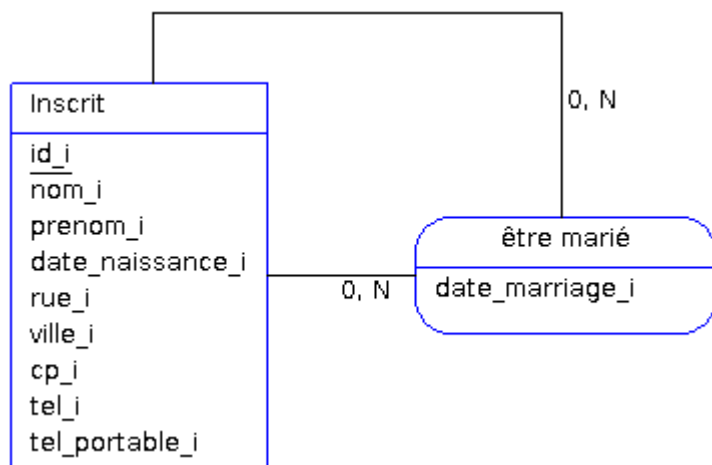 Inscrit
id_i
nom_i
prenom_i
date_naissance_i
rue_i
ville_i
cp_i
tel_i
tel_portable_i
0, N
être marié
date_marriage_i
0, N